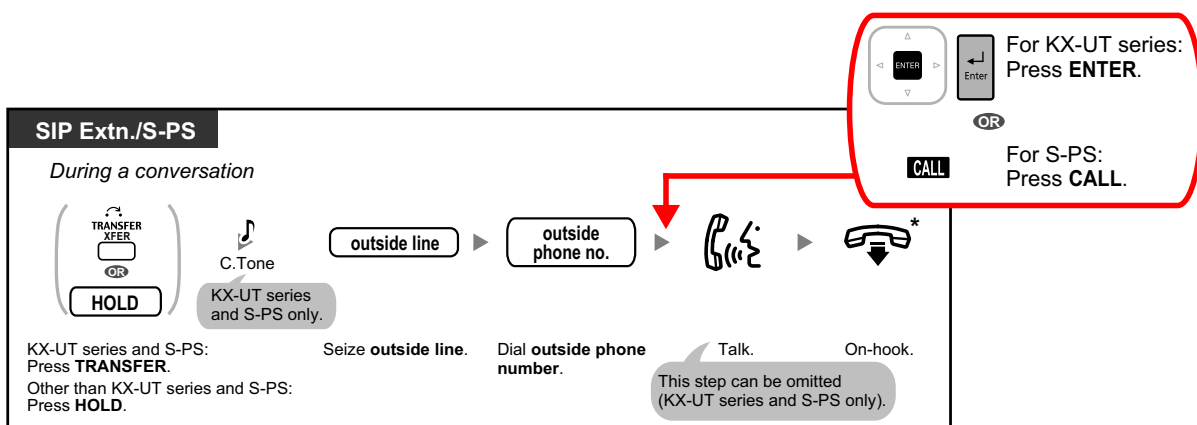 For KX-UT series:
Press ENTER.
ENTER
Enter
OR
For S-PS:
Press CALL.
CALL
SIP Extn./S-PS
During a conversation
TRANSFER
XFER
OR
HOLD
C.Tone
KX-UT series
and S-PS only.
outside line
outside
phone no.
*
KX-UT series and S-PS:
Press TRANSFER.
Other than KX-UT series and S-PS:
Press HOLD.
Seize outside line.
Dial outside phone
number.
Talk.
This step can be omitted
(KX-UT series and S-PS only).
On-hook.